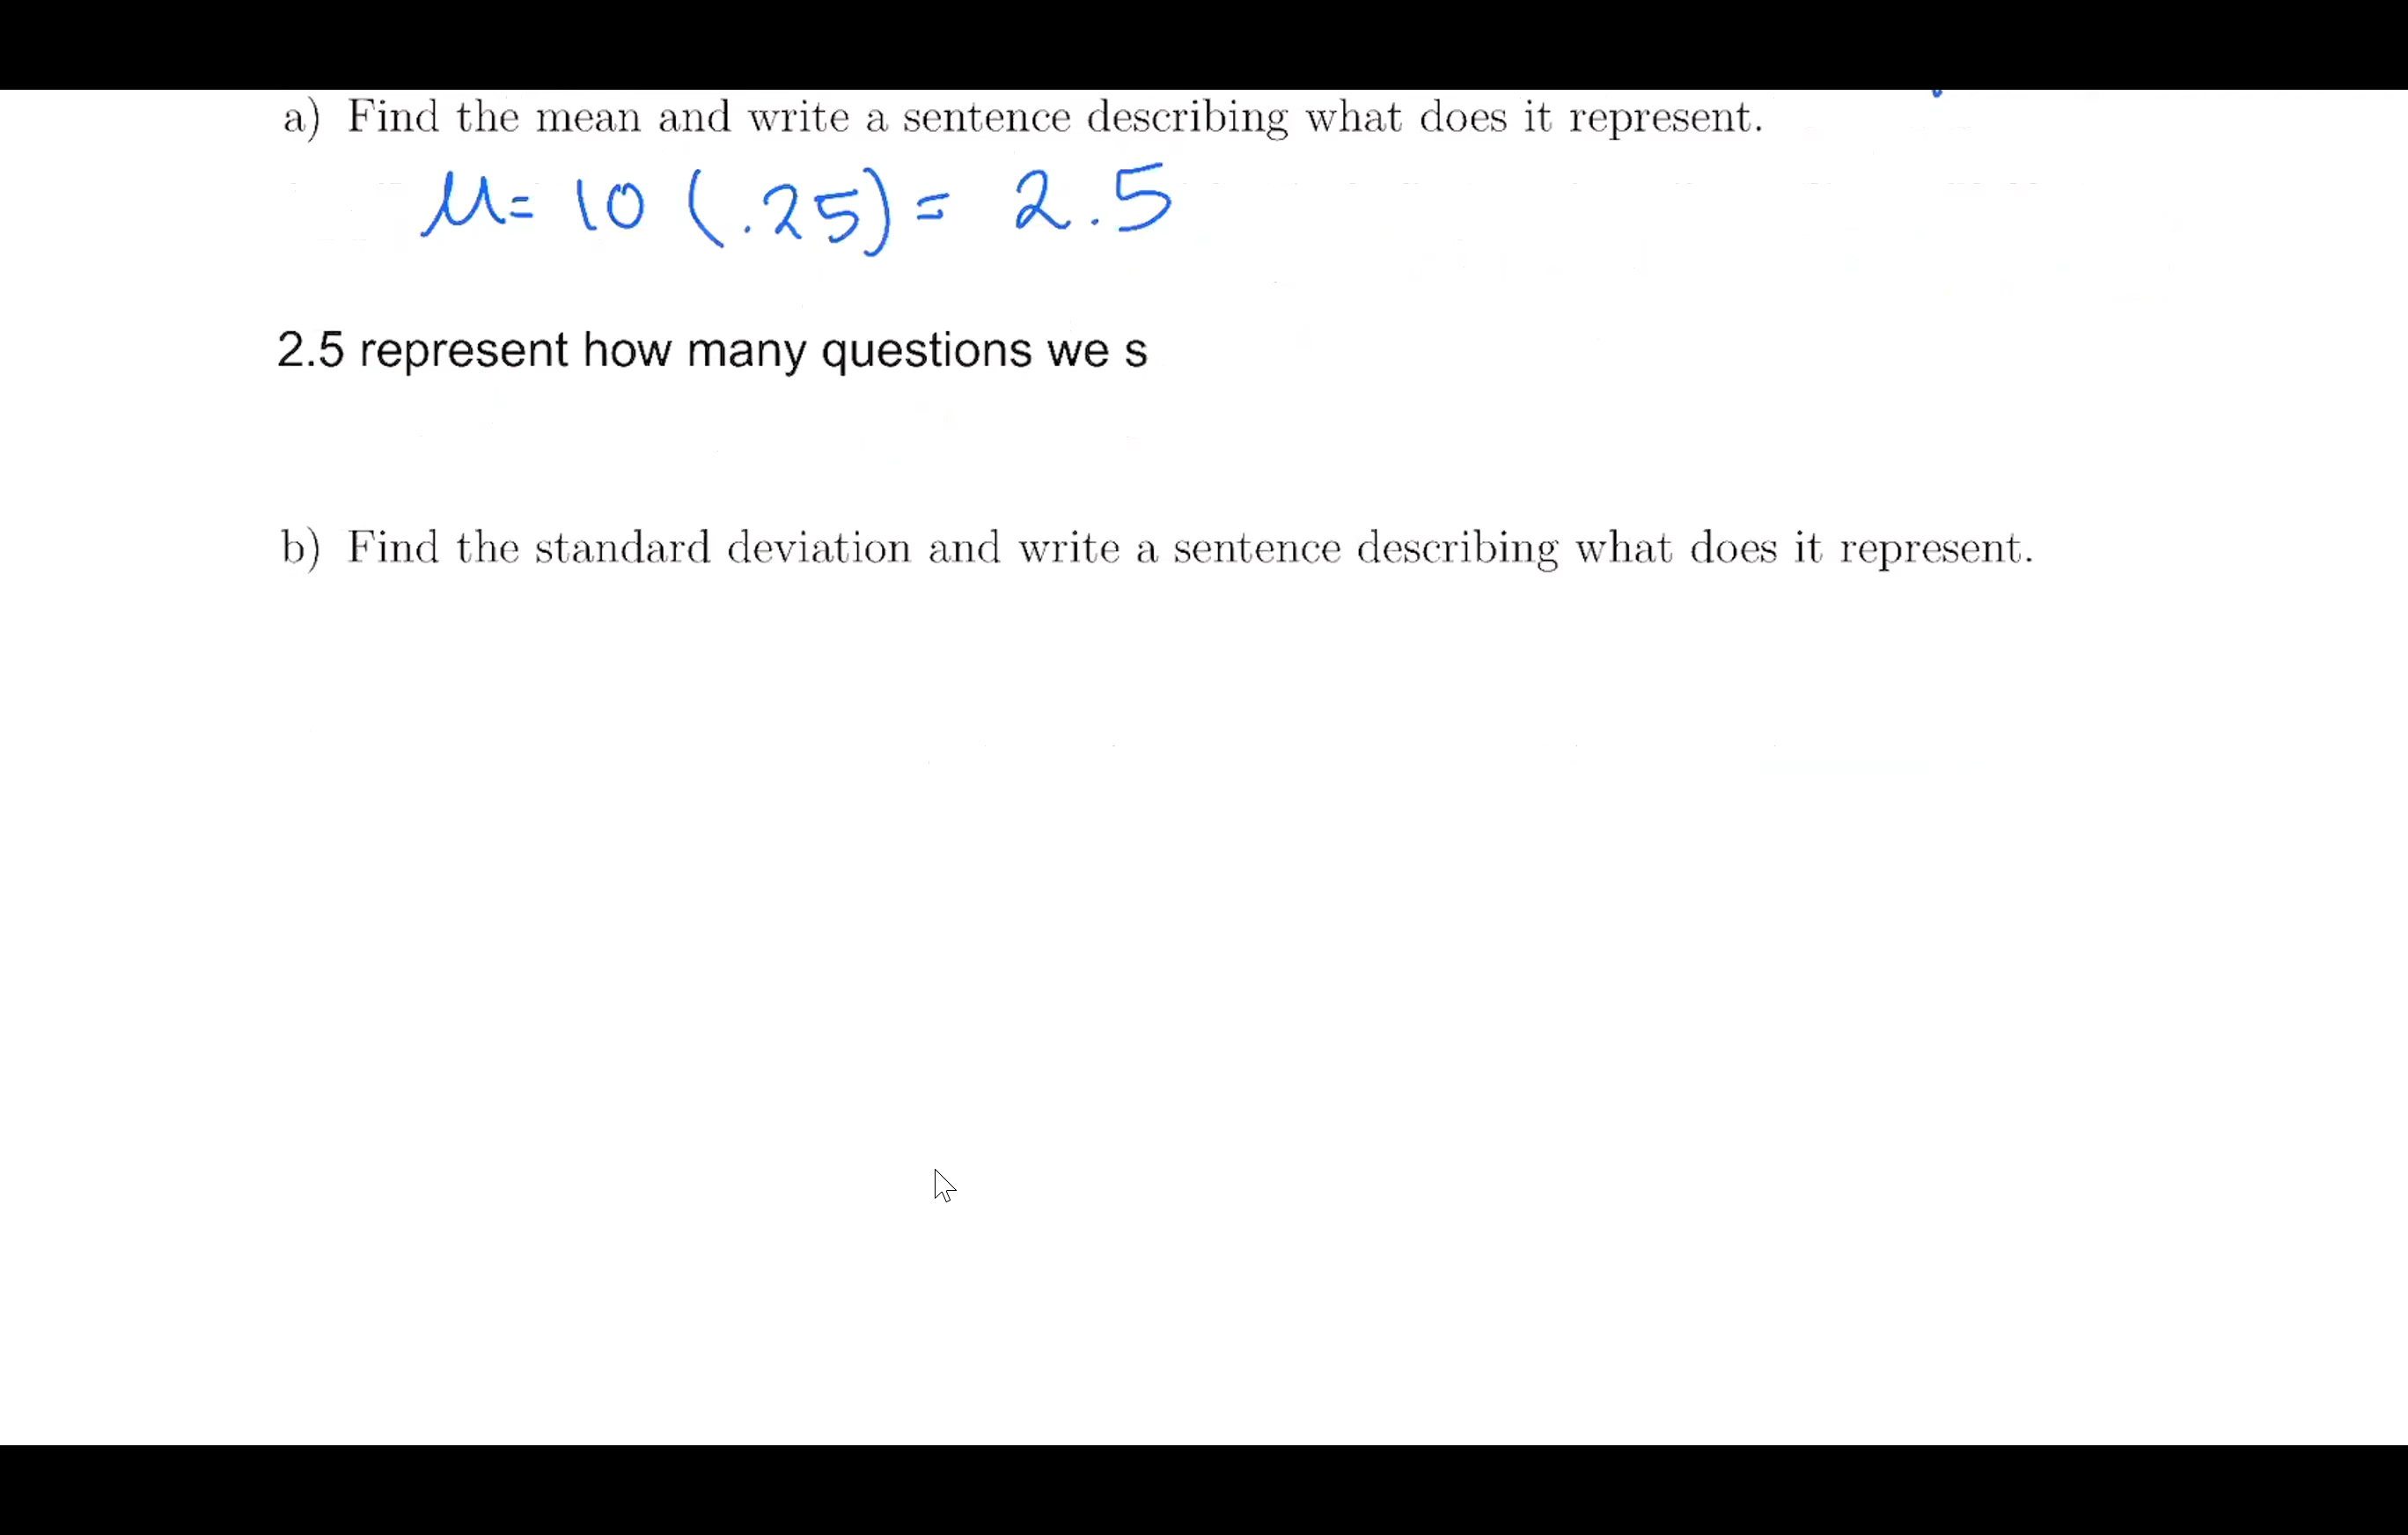 a) Find the mean and write a sentence describing what does it represent.
μ = 10 (.25) = 2.5
2.5 represent how many questions we s
b) Find the standard deviation and write a sentence describing what does it represent.